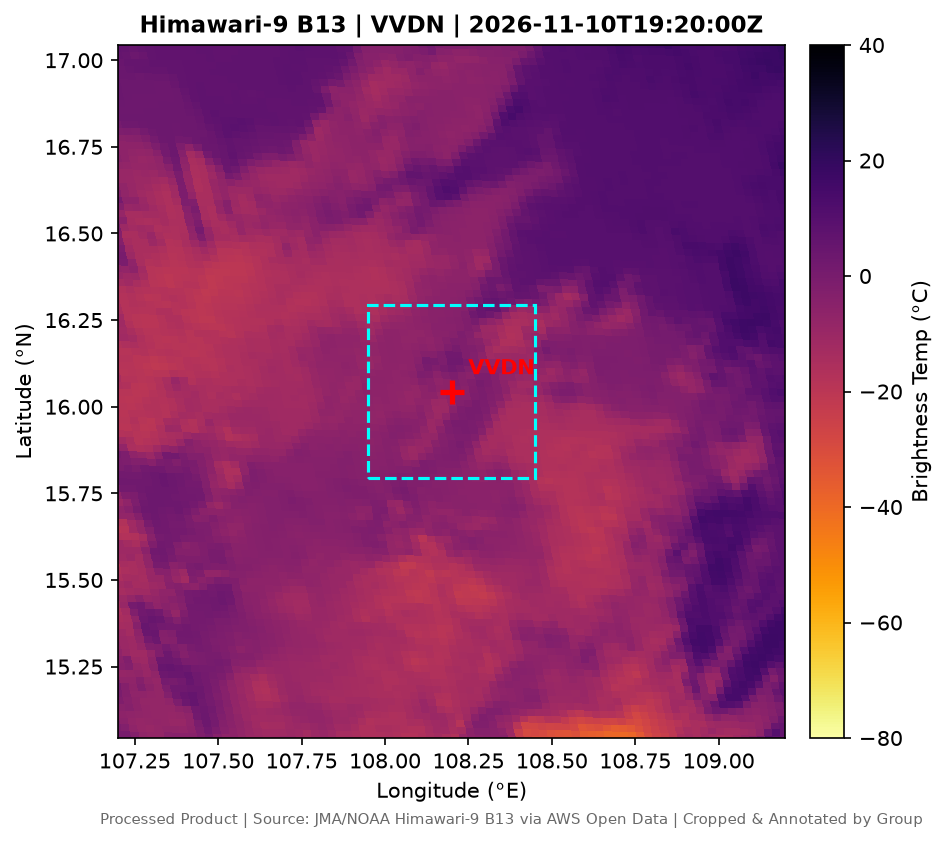 Himawari-9 B13 | VVDN | 2026-11-10T19:20:00Z
17.00
16.75
16.50
16.25
16.00
15.75
15.50
15.25
Latitude (°N)
VVDN
107.25 107.50 107.75 108.00 108.25 108.50 108.75 109.00
Longitude (°E)
40
20
0
−20
−40
−60
−80
Brightness Temp (°C)
Processed Product | Source: JMA/NOAA Himawari-9 B13 via AWS Open Data | Cropped & Annotated by Group